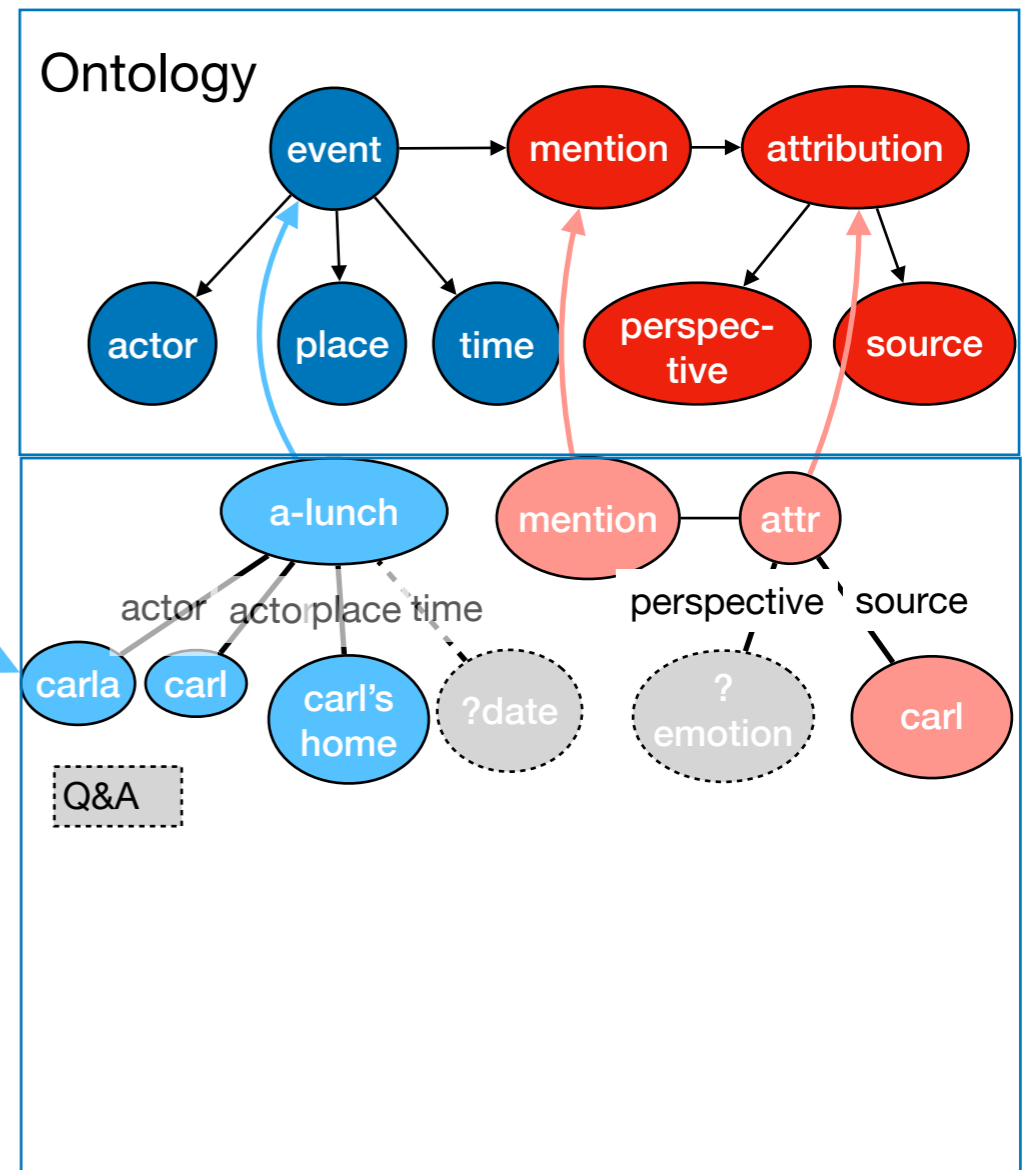 Ontology
event
mention
attribution
actor
place
time
perspec-
tive
source
a-lunch
mention
attr
actor
actor
place
time
perspective
source
carla
carl
carl's
home
?date
?
emotion
carl
Q&A